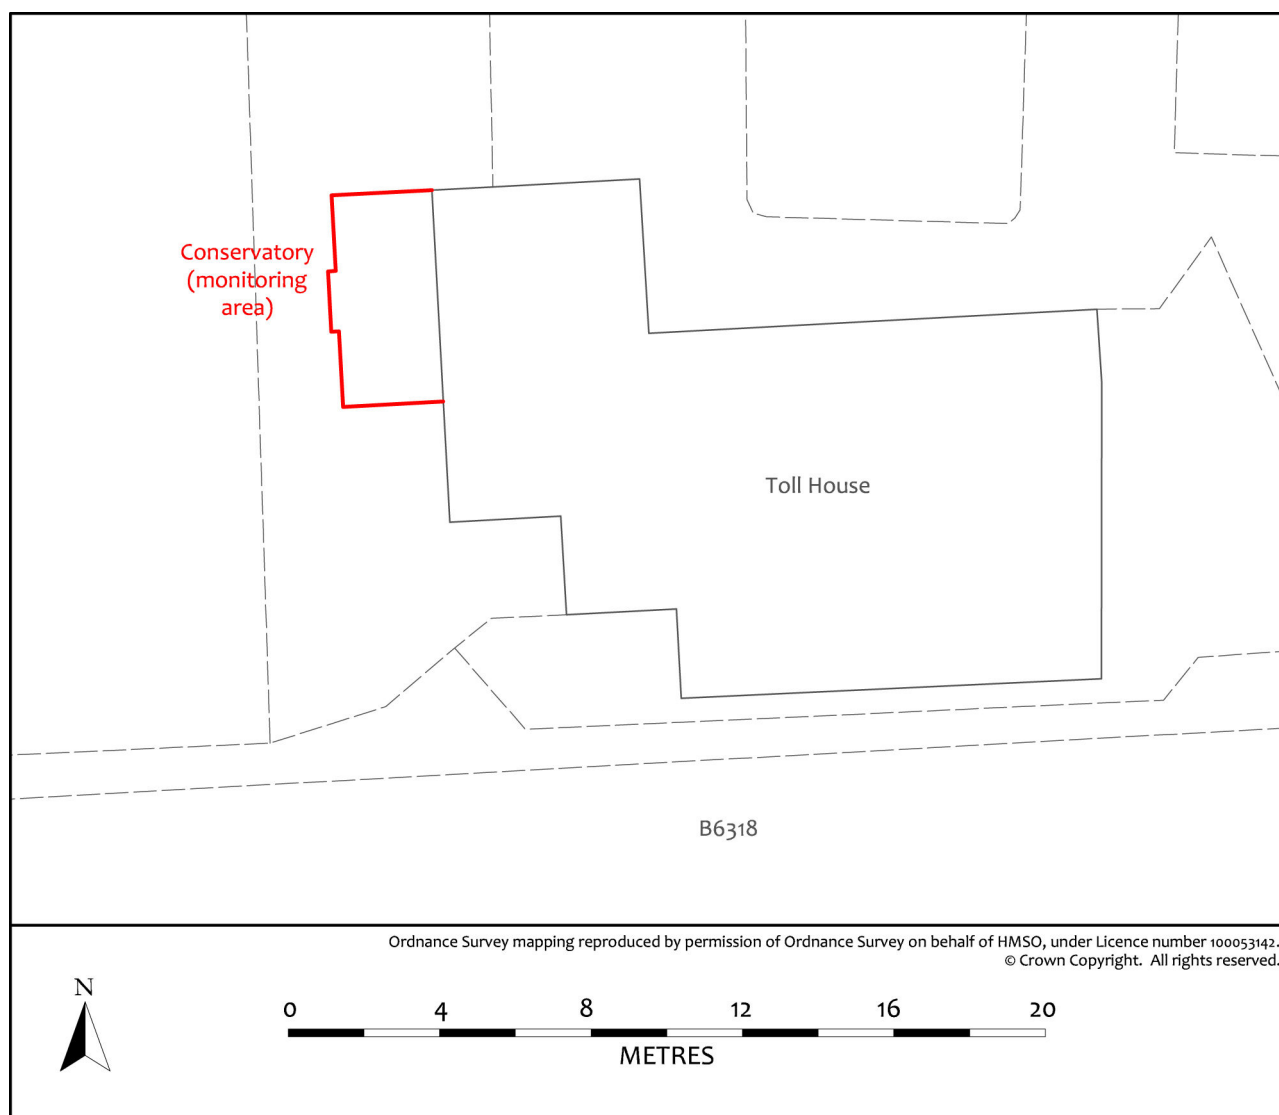 Conservatory
(monitoring
area)
Toll House
B6318
Ordnance Survey mapping reproduced by permission of Ordnance Survey on behalf of HMSO, under Licence number 100053142.
© Crown Copyright. All rights reserved.
N
0 4 8 12 16 20
METRES